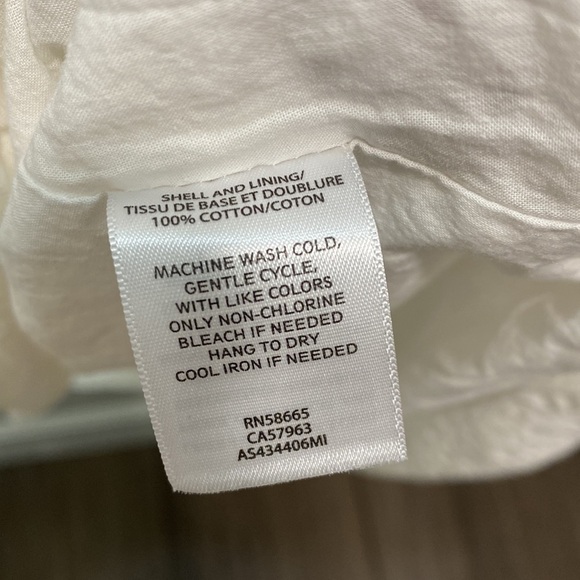 SHELL AND LINING/
TISSU DE BASE ET DOUBLURE
100% COTTON/COTON
MACHINE WASH COLD,
GENTLE CYCLE,
WITH LIKE COLORS
ONLY NON-CHLORINE
BLEACH IF NEEDED
HANG TO DRY
COOL IRON IF NEEDED
RN58665
CA57963
AS434406MI